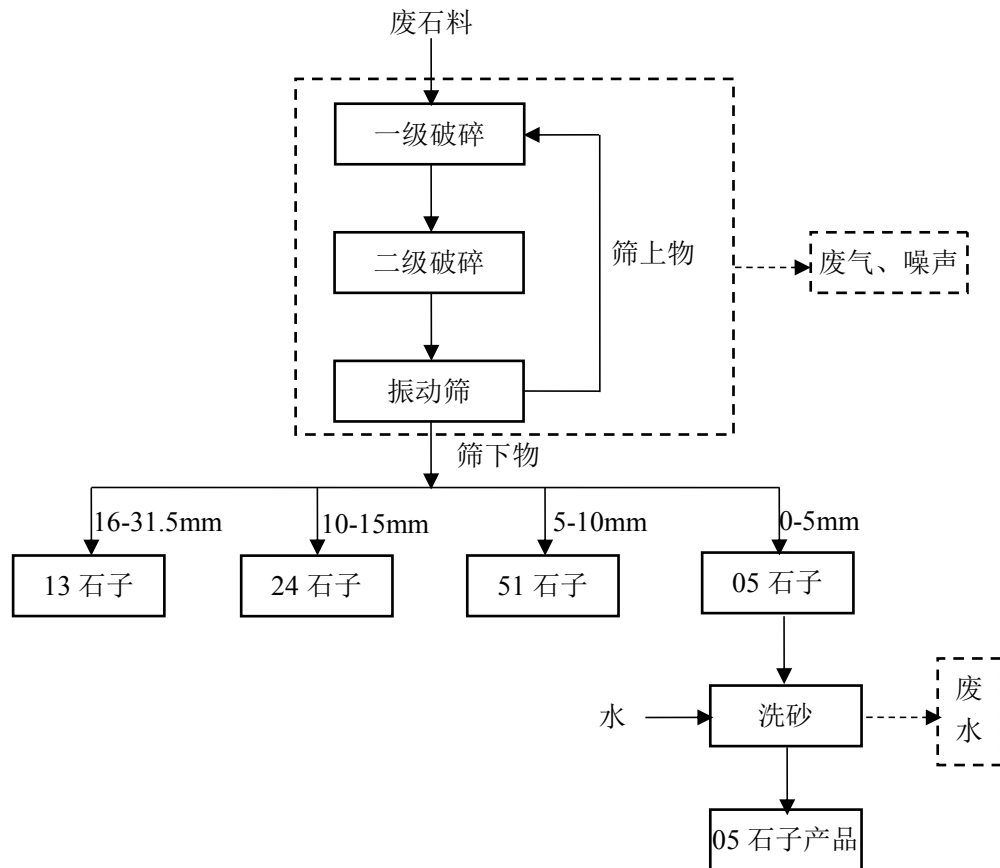 废石料
一级破碎
二级破碎
筛上物
废气、噪声
振动筛
筛下物
16-31.5mm
10-15mm
5-10mm
0-5mm
13 石子
24 石子
51 石子
05 石子
水
洗砂
废
水
05 石子产品